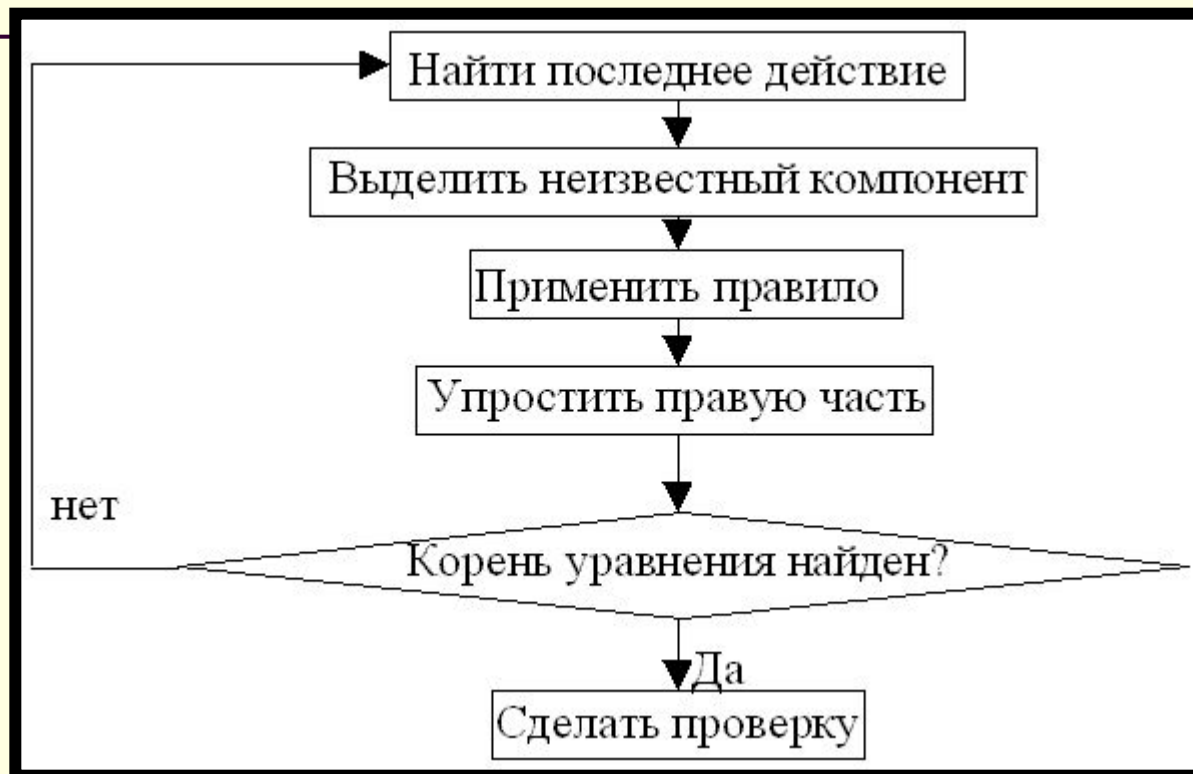 Найти последнее действие
Выделить неизвестный компонент
Применить правило
Упростить правую часть
нет
Корень уравнения найден?
Да
Сделать проверку